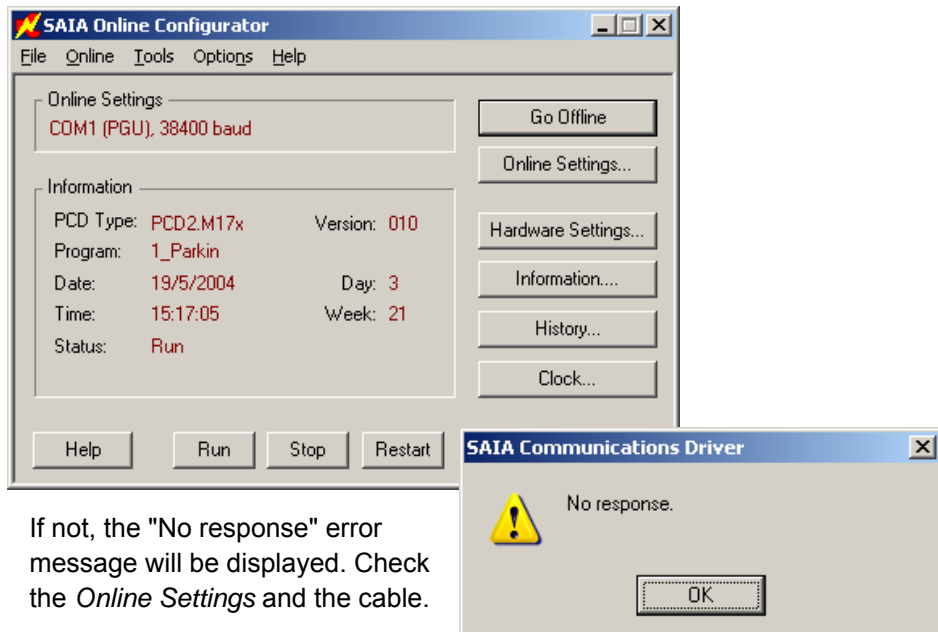 SAIA Online Configurator
File Online Tools Options Help
Online Settings
COM1 (PGU), 38400 baud
Go Offline
Online Settings...
Information
PCD Type: PCD2.M17x Version: 010
Program: 1_Parkin
Date: 19/5/2004 Day: 3
Time: 15:17:05 Week: 21
Status: Run
Hardware Settings...
Information....
History...
Clock...
Help Run Stop Restart
SAIA Communications Driver
No response.
OK
If not, the "No response" error
message will be displayed. Check
the Online Settings and the cable.